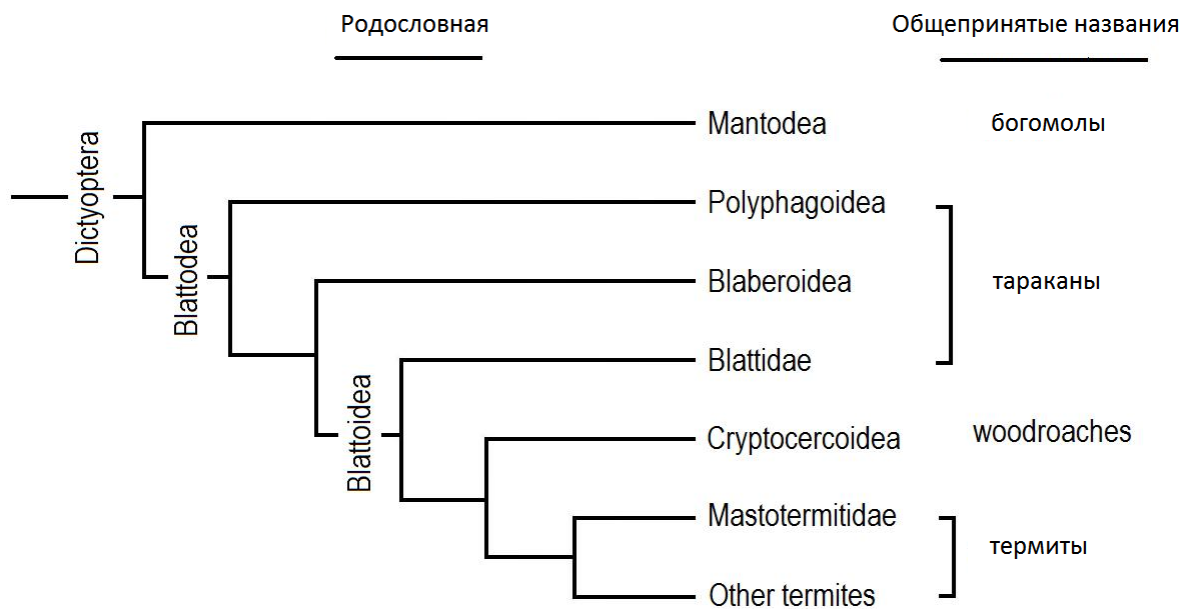 Родословная
Общепринятые названия
Dictyoptera
Mantodea
богомолы
Blattodea
Polyphagoidea
Blaberoidea
тараканы
Blattoidea
Blattidae
Cryptocercoidea
woodroaches
Mastotermitidae
термиты
Other termites